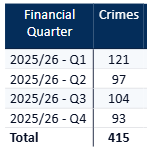 Financial Quarter Crimes
2025/26 - Q1 121
2025/26 - Q2 97
2025/26 - Q3 104
2025/26 - Q4 93
Total 415